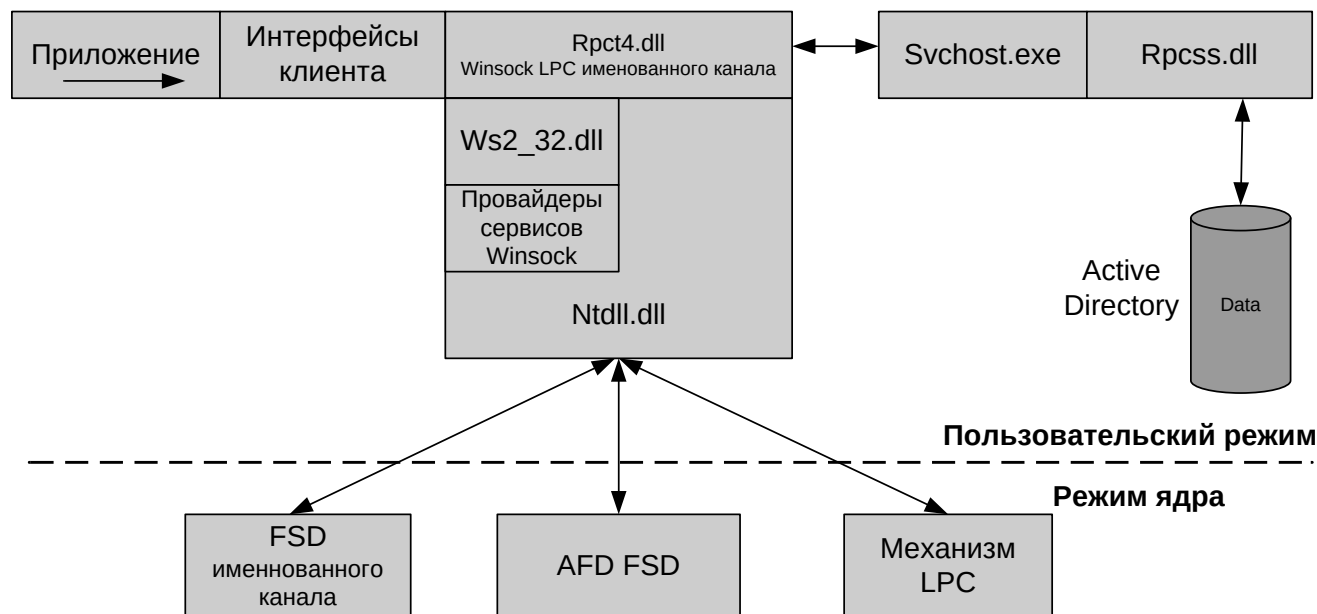 Приложение
Интерфейсы
клиента
Rpct4.dll
Winsock LPC именованного канала
Svchost.exe
Rpcss.dll
Ws2_32.dll
Провайдеры
сервисов
Winsock
Ntdll.dll
Active
Directory
Data
Пользовательский режим
Режим ядра
FSD
именнованного
канала
AFD FSD
Механизм
LPC